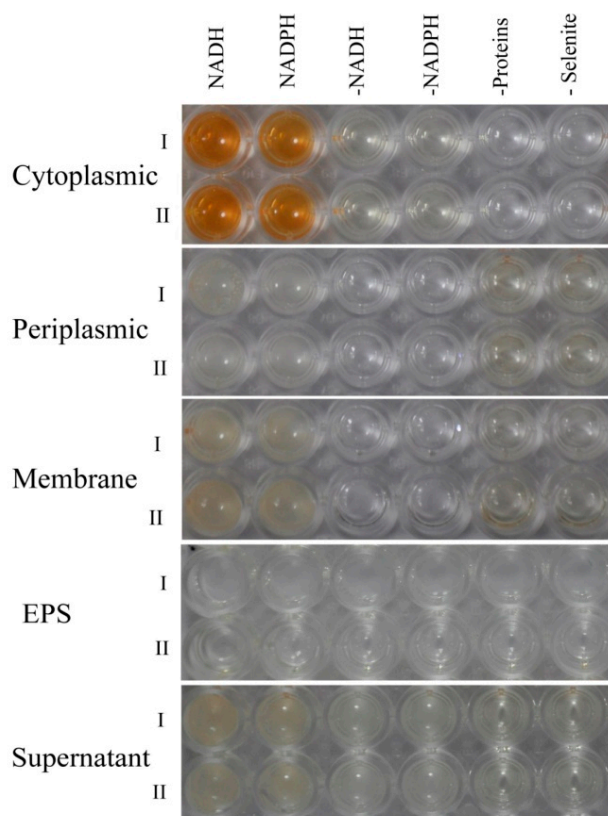 NADH
NADPH
-NADH
-NADPH
-Proteins
- Selenite
I
Cytoplasmic
II
I
Periplasmic
II
I
Membrane
II
I
EPS
II
I
Supernatant
II